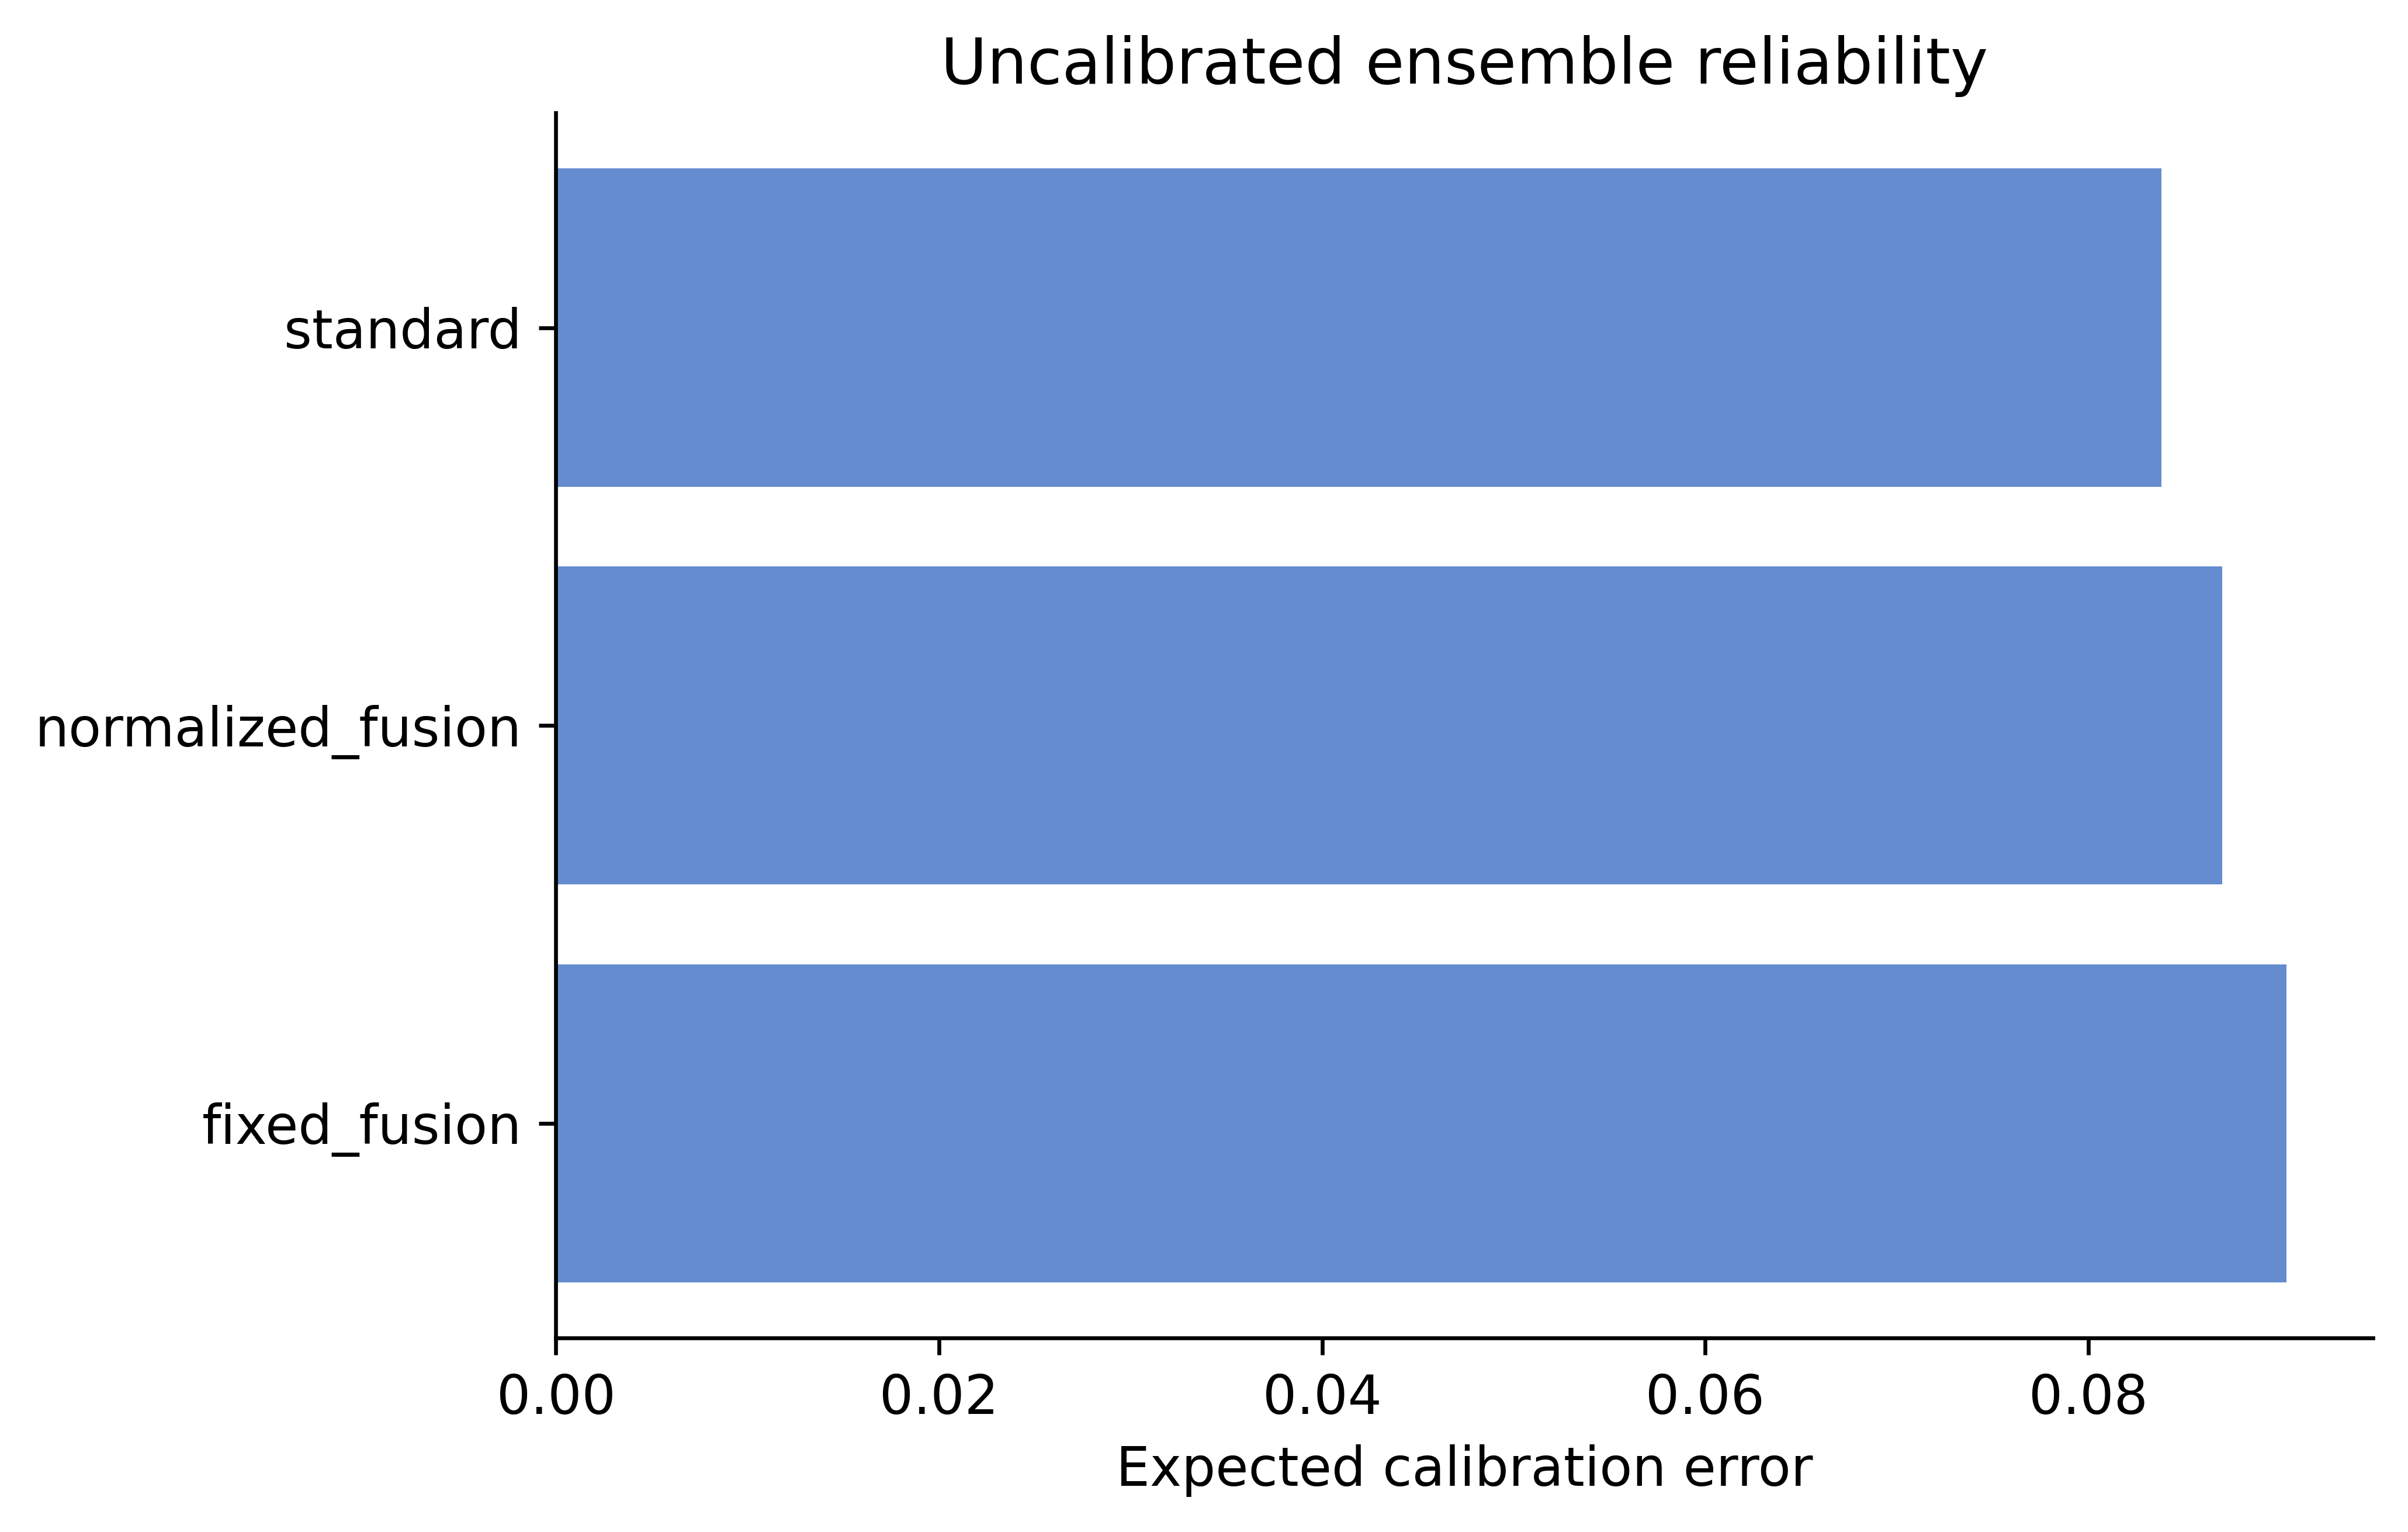 Uncalibrated ensemble reliability
standard
normalized_fusion
fixed_fusion
0.00 0.02 0.04 0.06 0.08
Expected calibration error